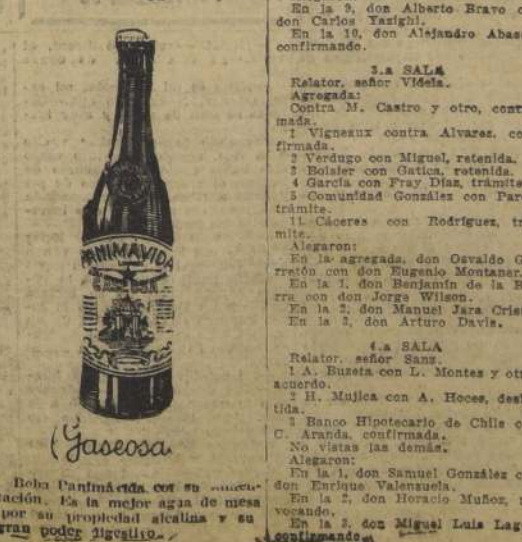 PANIMAVIDA
GASEOSA
(Gaseosa
Beba Panimávida con su
tación. Es la mejor agua de mesa
por su propiedad alcalina y su
gran poder digestivo.
En la 9, don Alberto Bravo
don Carlos Yazighi.
En la 10, don Alejandro Abas
confirmando.
3.a SALA
Relator, señor Videla.
Agregada:
Contra M. Castro y otro, conf
mada.
1 Vigneaux contra Alvarez, co
firmada.
2 Verdugo con Miguel, retenida.
3 Bolsier con Gatica, retenida.
4 García con Fray Díaz, trámite
5 Comunidad González con Par
trámite.
11 Cáceres con Rodríguez, tr
mite.
Alegaron:
En la agregada, don Osvaldo G
rretón con don Eugenio Montaner.
En la 1, don Benjamín de la B
rra con don Jorge Wilson.
En la 2, don Manuel Jara Cris
En la 3, don Arturo Davis.
4.a SALA
Relator, señor Sanz.
1 A. Buzeta con L. Montes y otr
acuerdo.
2 H. Mujica con A. Hoces, desi
tida.
3 Banco Hipotecario de Chile c
C. Aranda, confirmada.
No vistas las demás.
Alegaron:
En la 1, don Samuel González c
don Enrique Valenzuela.
En la 2, don Horacio Muñoz,
vocando.
En la 3, don Miguel Luis Lag
confirmando.